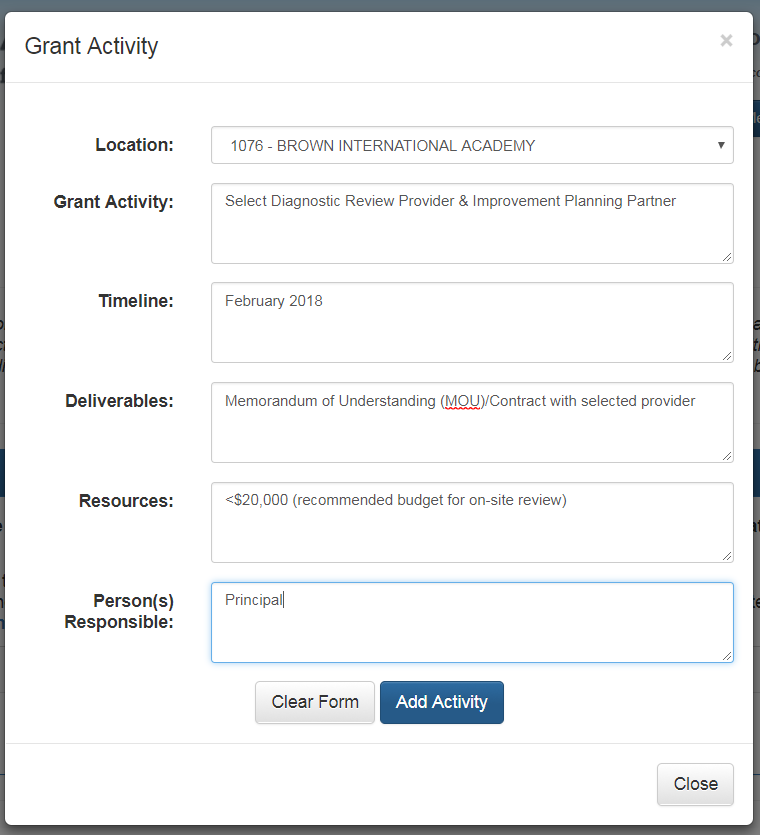 Grant Activity
×
Location:
1076 - BROWN INTERNATIONAL ACADEMY
Grant Activity:
Select Diagnostic Review Provider & Improvement Planning Partner
Timeline:
February 2018
Deliverables:
Memorandum of Understanding (MOU)/Contract with selected provider
Resources:
<$20,000 (recommended budget for on-site review)
Person(s)
Responsible:
Principal
Clear Form
Add Activity
Close